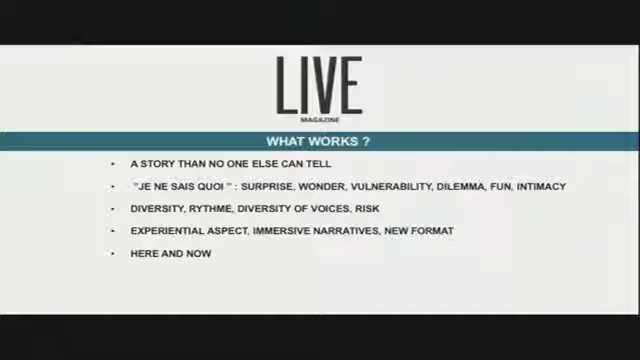 LIVE
MAGAZINE
WHAT WORKS ?
• A STORY THAN NO ONE ELSE CAN TELL
• "JE NE SAIS QUOI " : SURPRISE, WONDER, VULNERABILITY, DILEMMA, FUN, INTIMACY
• DIVERSITY, RYTHME, DIVERSITY OF VOICES, RISK
• EXPERIENTIAL ASPECT, IMMERSIVE NARRATIVES, NEW FORMAT
• HERE AND NOW